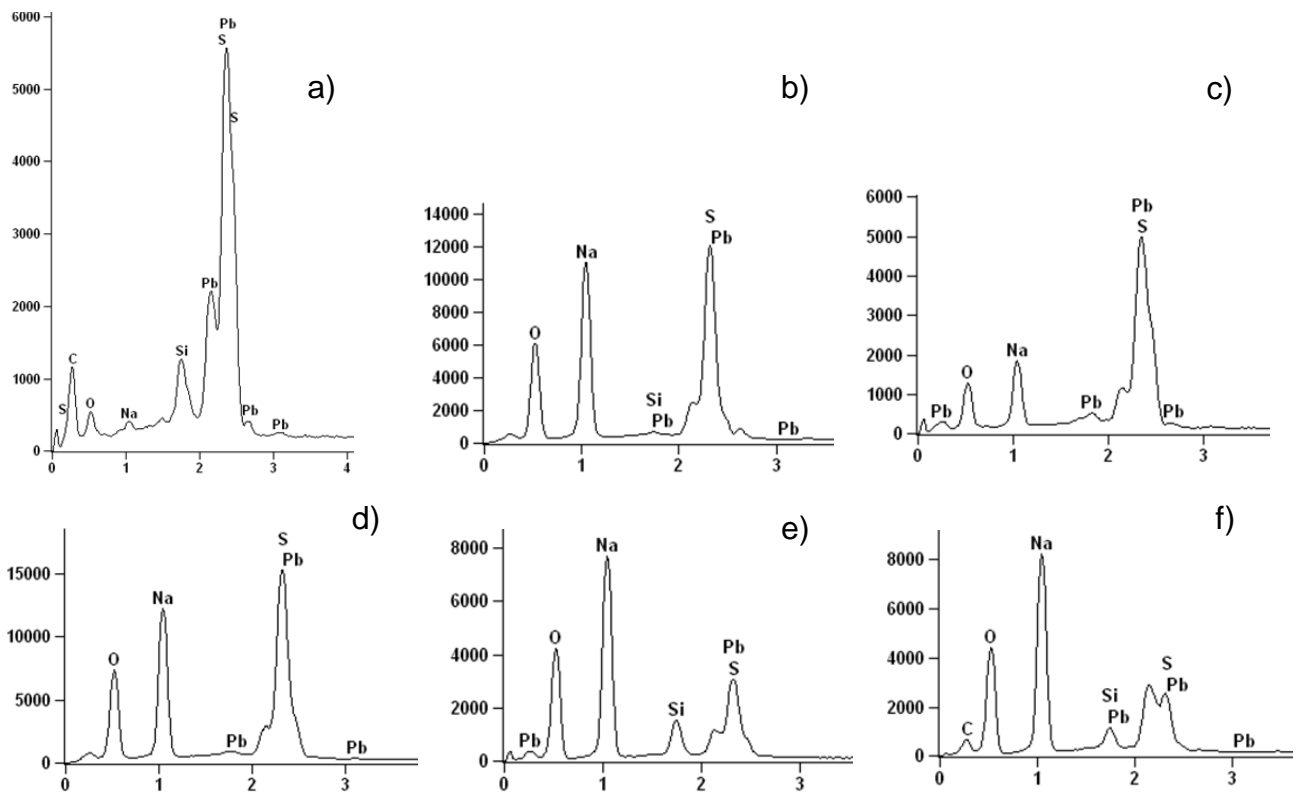 a)
6000
5000
4000
3000
2000
1000
0
Pb
S
S
Pb
Si
C
S
O
Na
Pb
Pb
0 1 2 3 4
b)
14000
12000
10000
8000
6000
4000
2000
0
S
Pb
Na
O
Si
Pb
Pb
0 1 2 3
c)
6000
5000
4000
3000
2000
1000
0
Pb
S
Na
O
Pb
Pb
Pb
0 1 2 3
d)
15000
10000
5000
0
S
Pb
Na
O
Pb
Pb
0 1 2 3
e)
8000
6000
4000
2000
0
Na
O
Pb
S
Si
Pb
0 1 2 3
f)
8000
6000
4000
2000
0
Na
O
S
Pb
Si
Pb
C
Pb
0 1 2 3